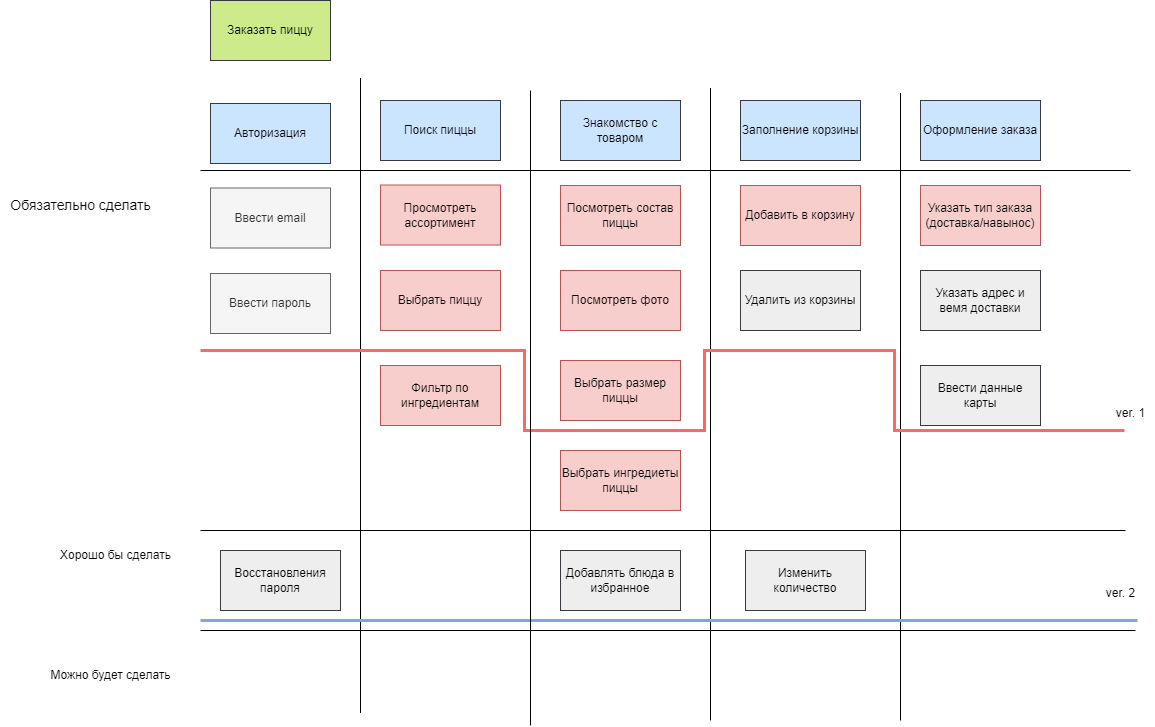 Заказать пиццу
Авторизация
Поиск пиццы
Знакомство с
товаром
Заполнение корзины
Оформление заказа
Обязательно сделать
Ввести email
Просмотреть
ассортимент
Посмотреть состав
пиццы
Добавить в корзину
Указать тип заказа
(доставка/навынос)
Ввести пароль
Выбрать пиццу
Посмотреть фото
Удалить из корзины
Указать адрес и
вемя доставки
Фильтр по
ингредиентам
Выбрать размер
пиццы
Ввести данные
карты
ver. 1
Выбрать ингредиеты
пиццы
Хорошо бы сделать
Восстановления
пароля
Добавлять блюда в
избранное
Изменить
количество
ver. 2
Можно будет сделать